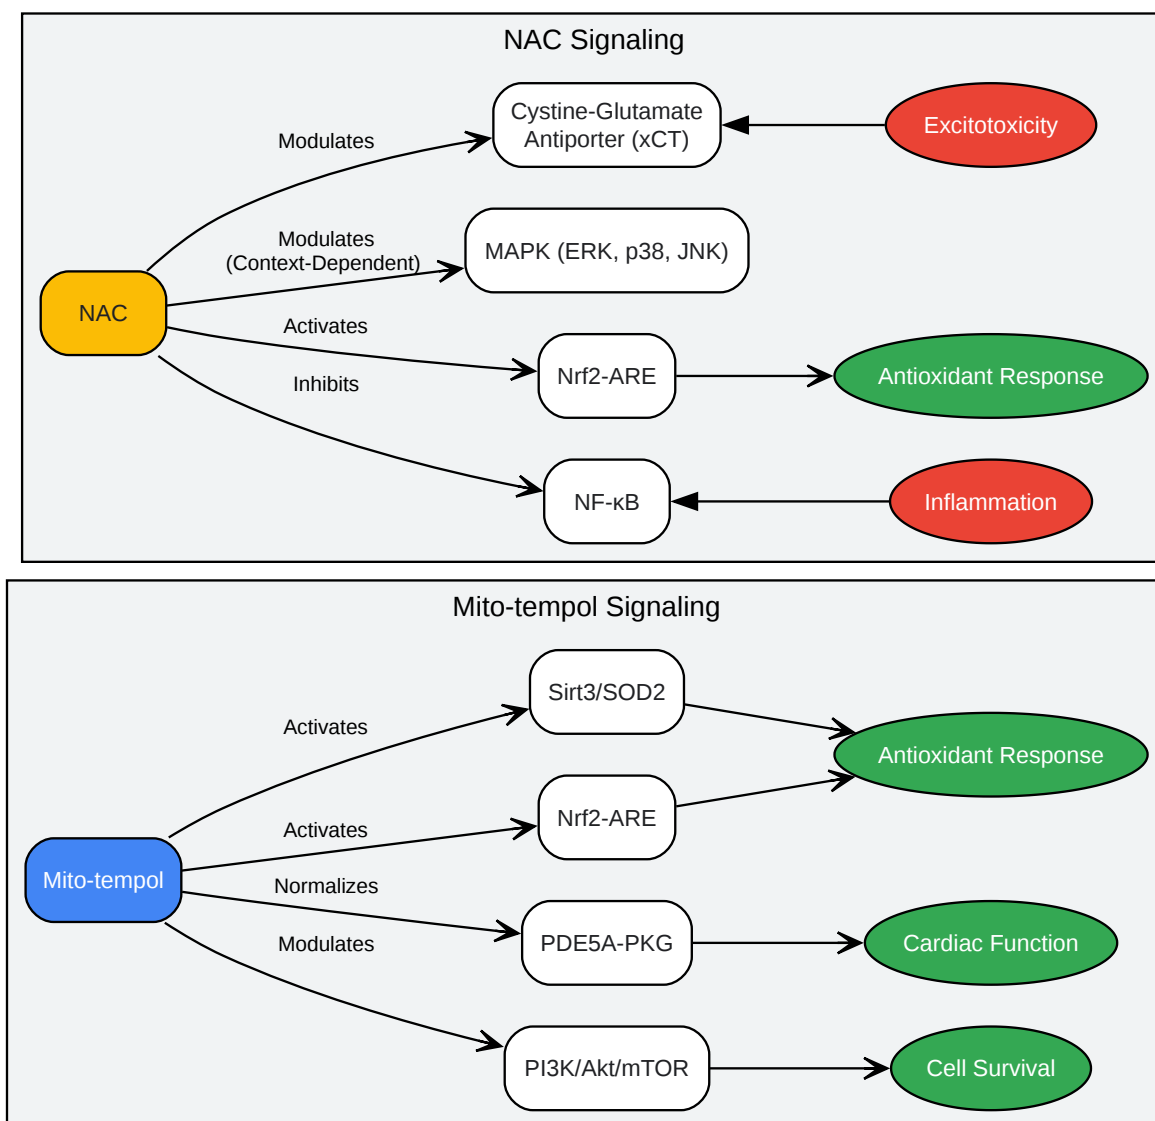 NAC Signaling
Cystine-Glutamate
Antiporter (xCT)
Excitotoxicity
Modulates
MAPK (ERK, p38, JNK)
Modulates
(Context-Dependent)
NAC
Activates
Nrf2-ARE
Antioxidant Response
Inhibits
NF-κB
Inflammation
Mito-tempol Signaling
Sirt3/SOD2
Activates
Antioxidant Response
Nrf2-ARE
Activates
Mito-tempol
Normalizes
PDE5A-PKG
Cardiac Function
Modulates
PI3K/Akt/mTOR
Cell Survival